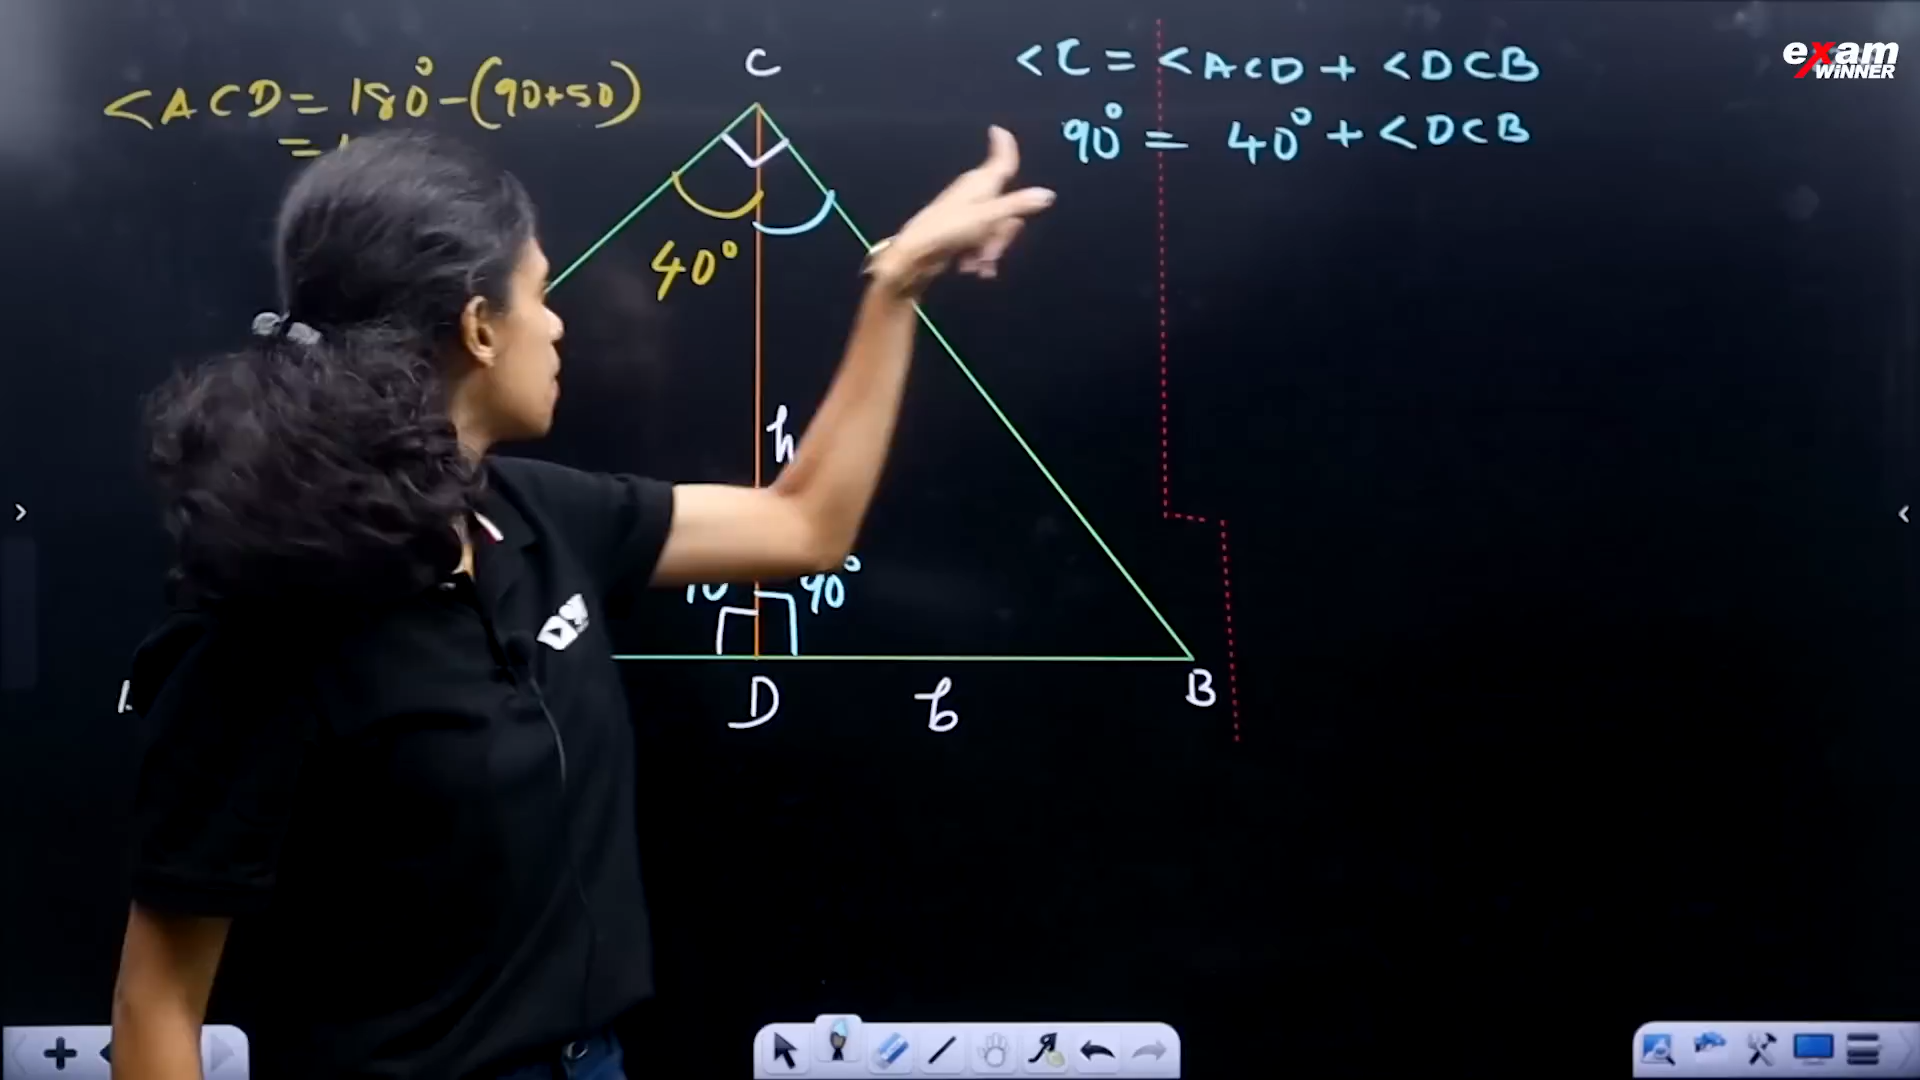 C
<C = <ACD + <DCB
exam
WiNNER
<ACD = 180° - (90+50)
90° = 40° + <DCB
=
40°
h
90°
D
b
B